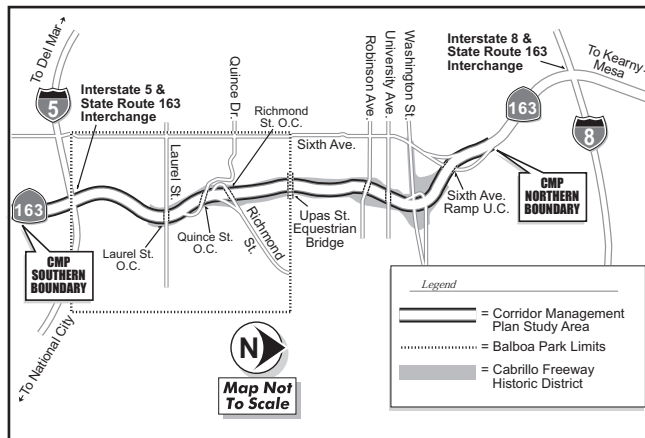 To Del Mar
5
Interstate 5 &
State Route 163
Interchange
Quince Dr.
Richmond
St. O.C.
Laurel St.
Sixth Ave.
Robinson Ave.
University Ave.
Washington St.
Interstate 8 &
State Route 163
Interchange
To Kearny
Mesa
163
8
163
CMP
SOUTHERN
BOUNDARY
Laurel St.
O.C.
Quince St.
O.C.
Richmond
St.
Upas St.
Equestrian
Bridge
Sixth Ave.
Ramp U.C.
CMP
NORTHERN
BOUNDARY
To National City
N
Map Not
To Scale
Legend
= Corridor Management
Plan Study Area
= Balboa Park Limits
= Cabrillo Freeway
Historic District